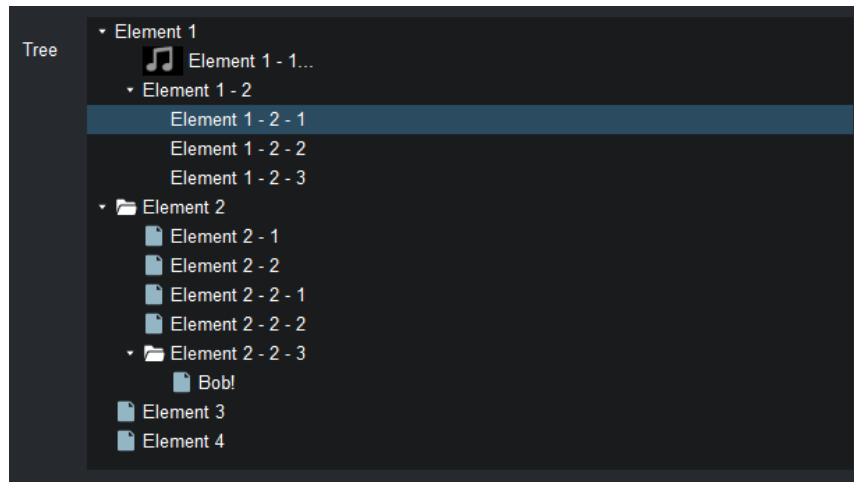 Tree
Element 1
Element 1 - 1...
Element 1 - 2
Element 1 - 2 - 1
Element 1 - 2 - 2
Element 1 - 2 - 3
Element 2
Element 2 - 1
Element 2 - 2
Element 2 - 2 - 1
Element 2 - 2 - 2
Element 2 - 2 - 3
Bob!
Element 3
Element 4